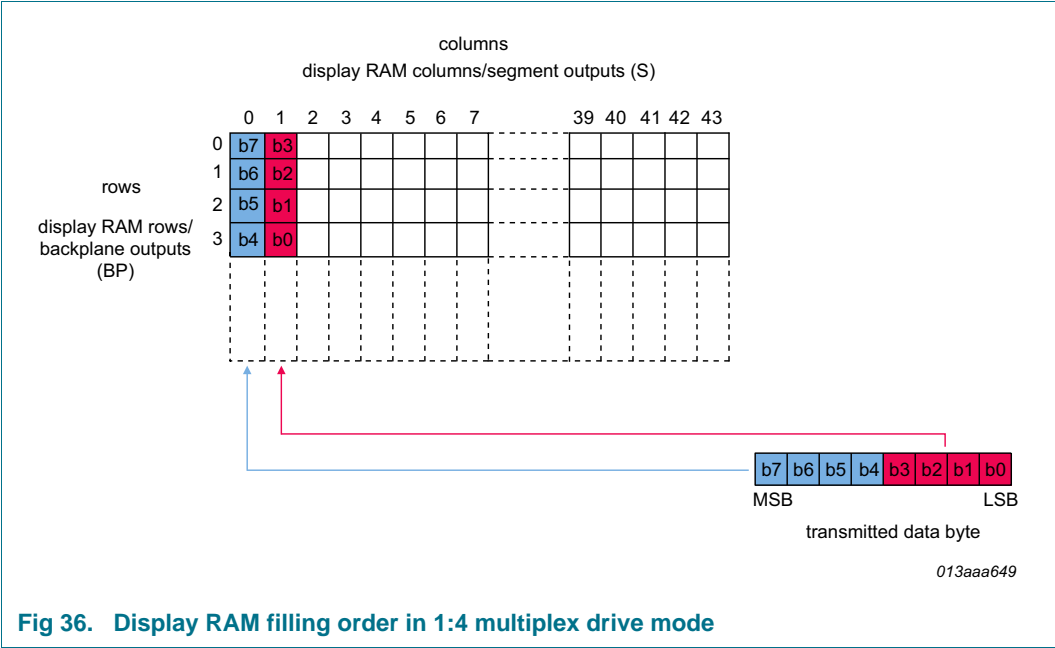 columns
display RAM columns/segment outputs (S)
0 1 2 3 4 5 6 7 39 40 41 42 43
0 b7 b3
1 b6 b2
rows
2 b5 b1
display RAM rows/
3 b4 b0
backplane outputs
(BP)
b7 b6 b5 b4 b3 b2 b1 b0
MSB LSB
transmitted data byte
013aaa649
Fig 36. Display RAM filling order in 1:4 multiplex drive mode